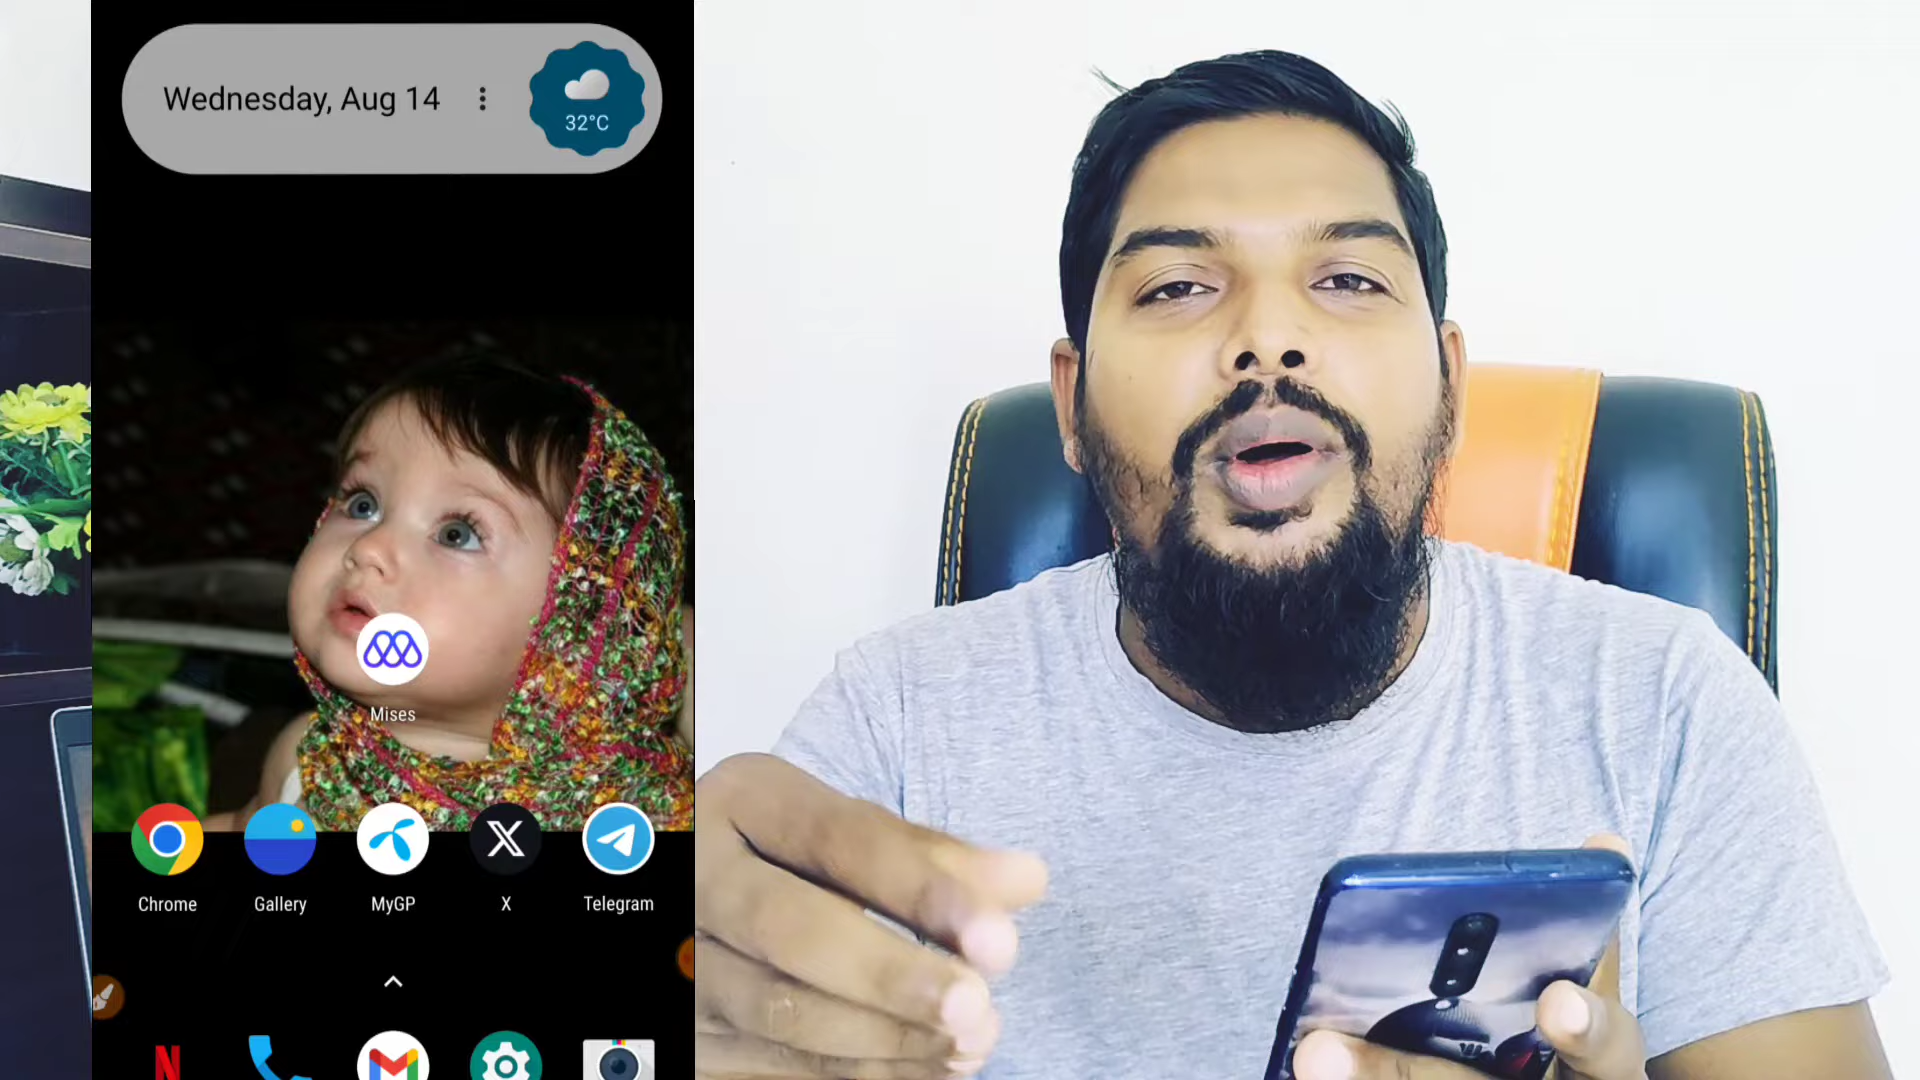 Wednesday, Aug 14
32°C
Mises
Chrome
Gallery
MyGP
X
Telegram